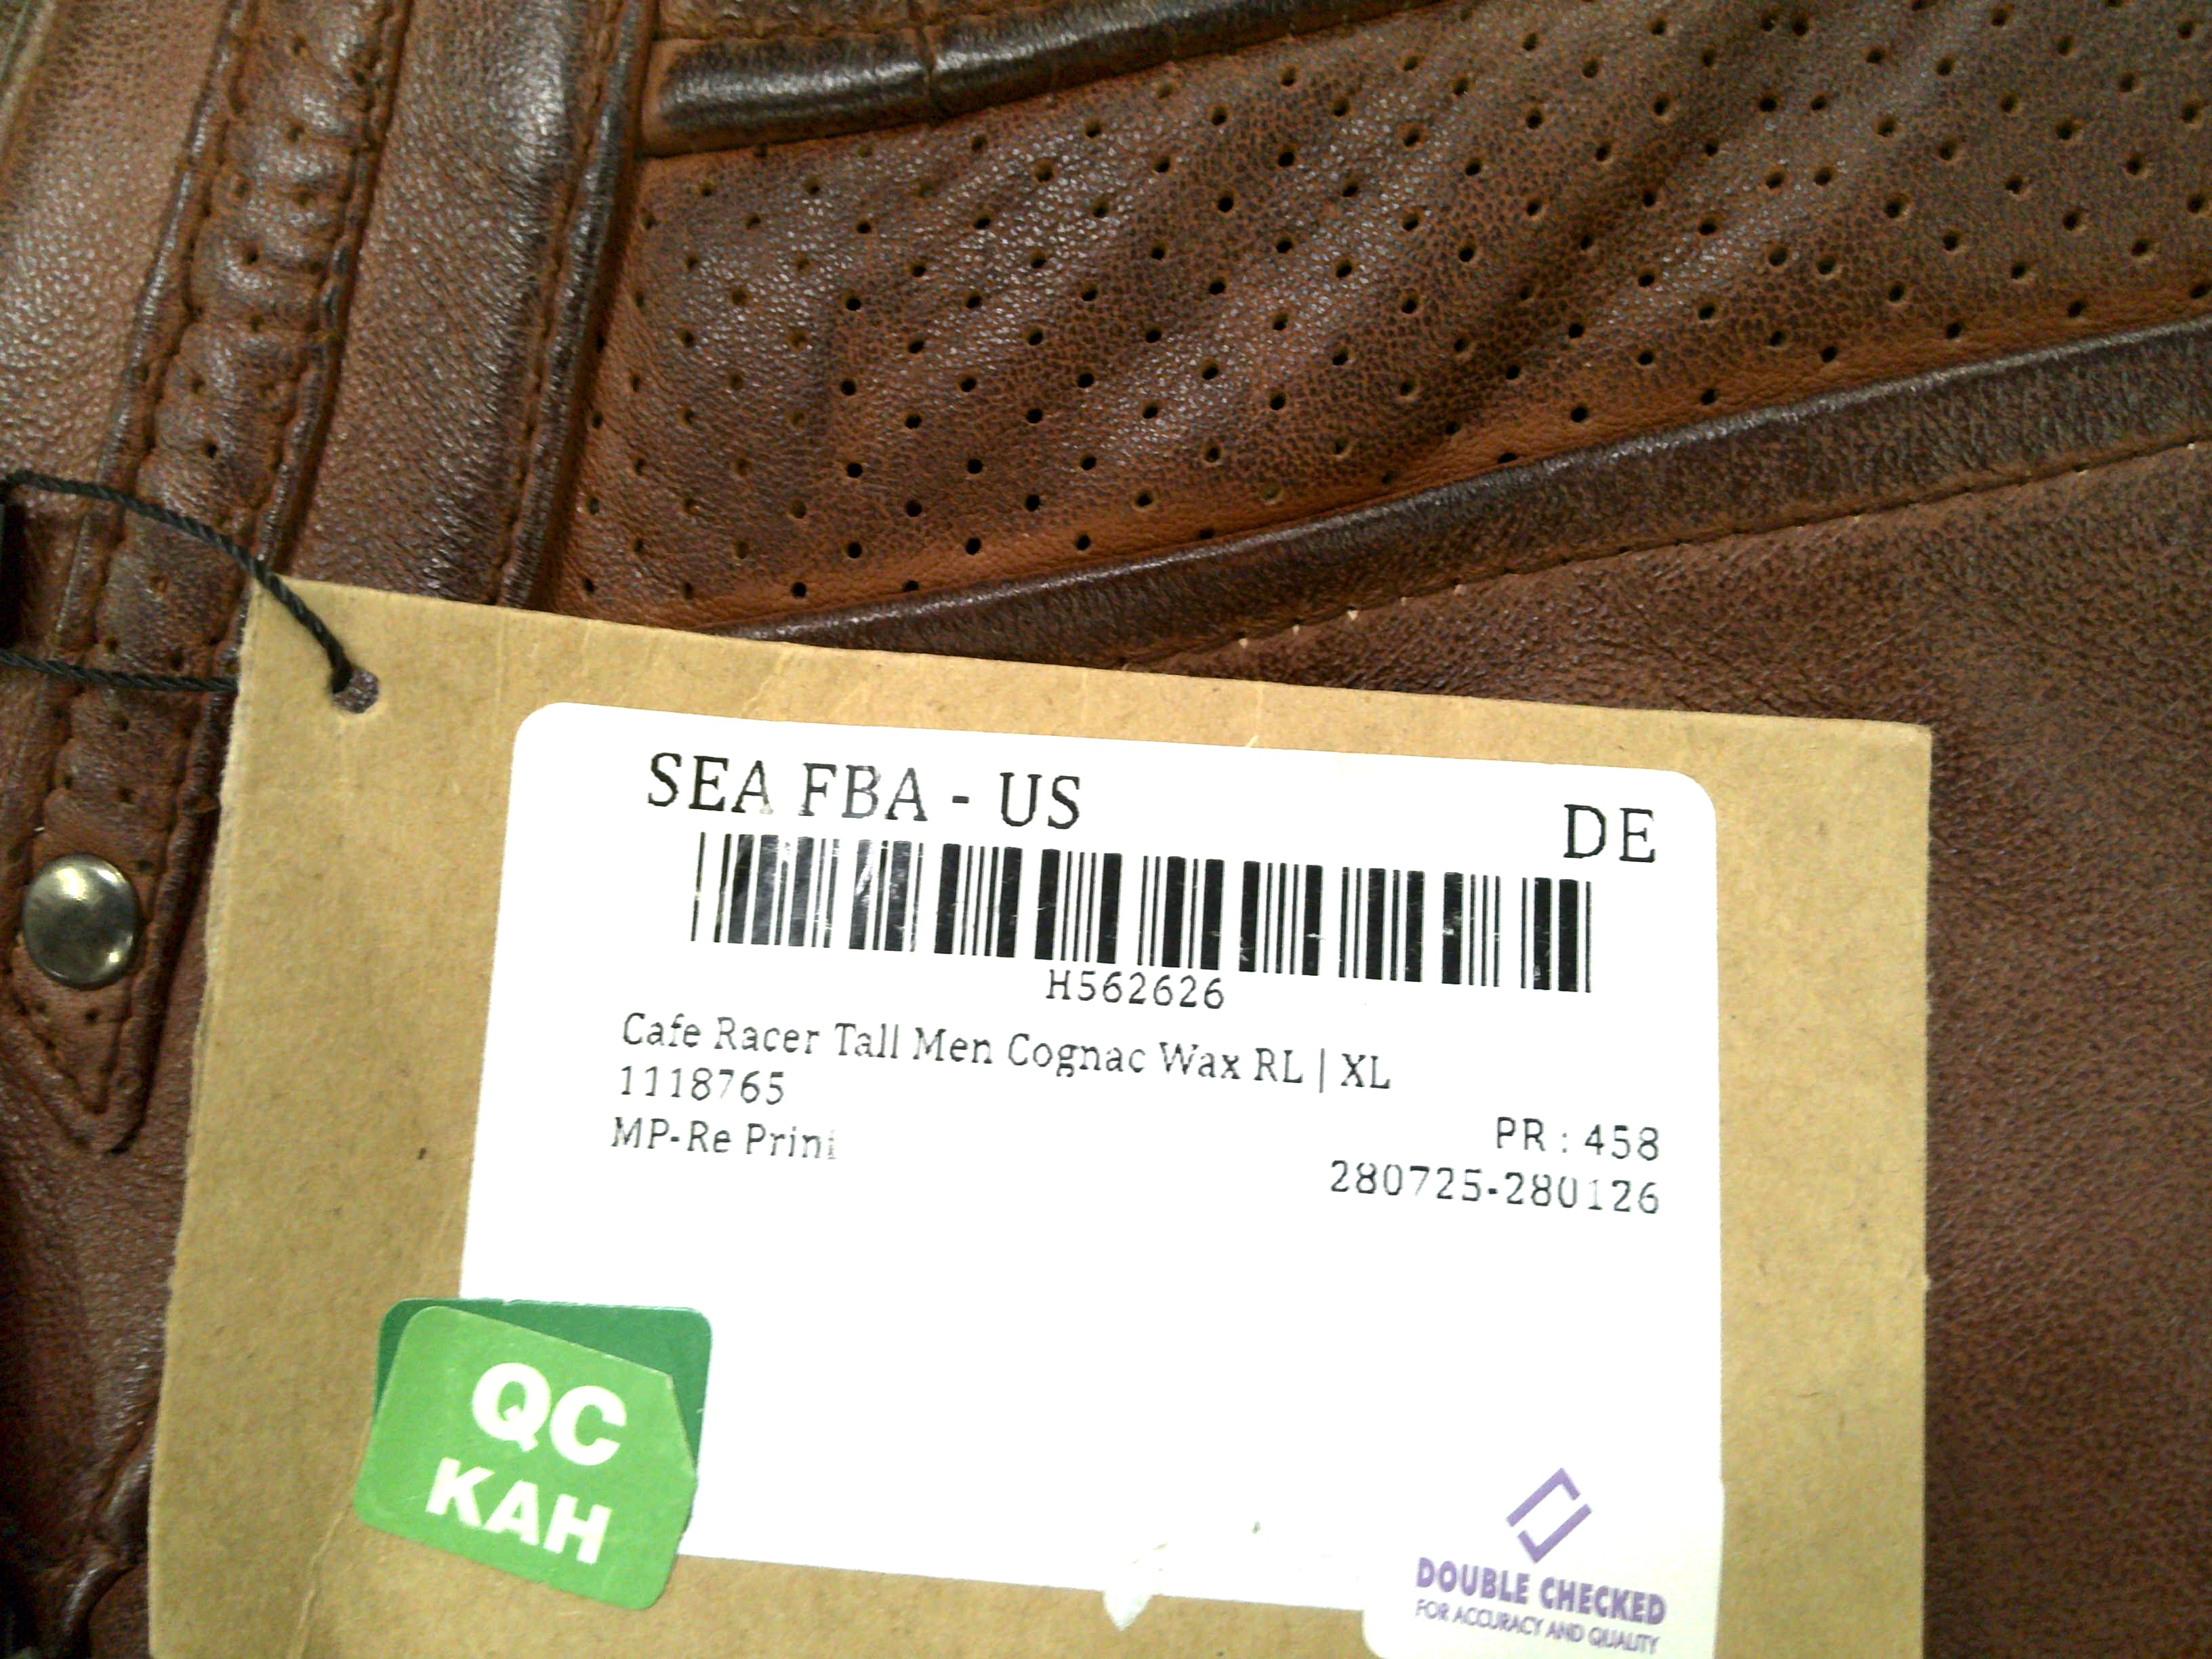 SEA FBA - US
DE
H562626
Cafe Racer Tall Men Cognac Wax RL | XL
1118765
PR : 458
MP-Re Print
280725-280126
QC
KAH
DOUBLE CHECKED
FOR ACCURACY AND QUALITY